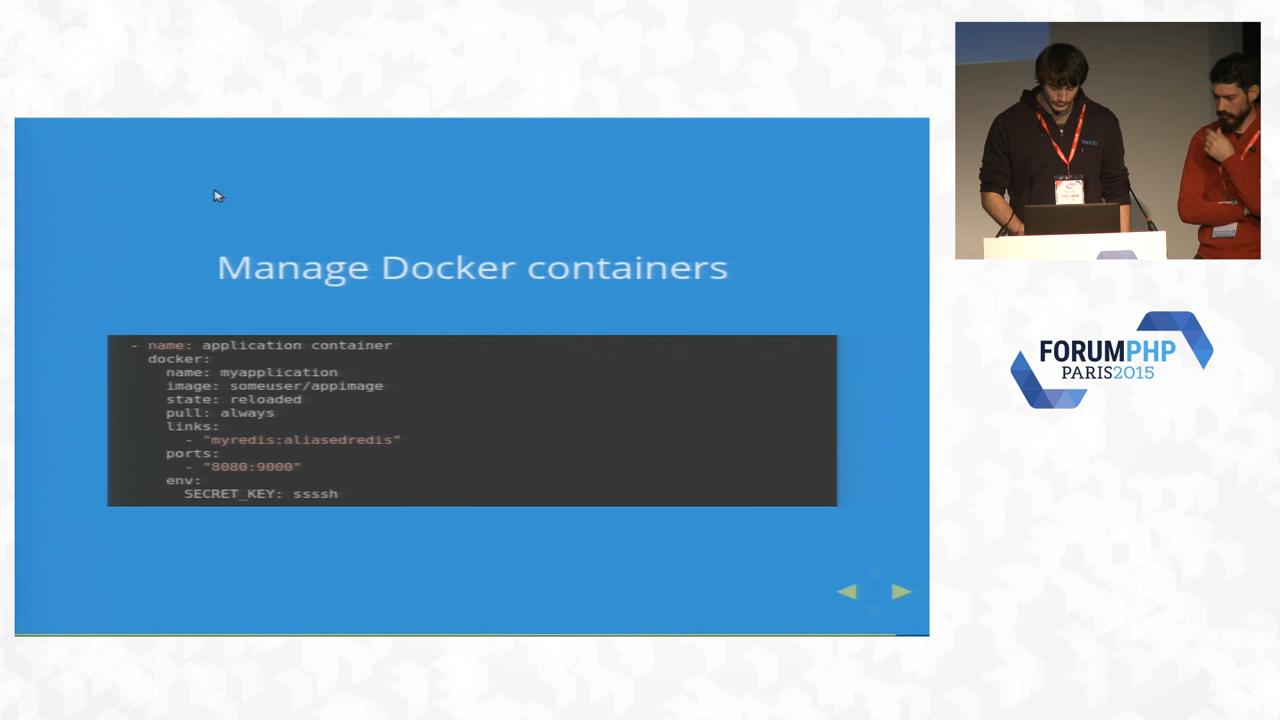 Manage Docker containers
- name: application container
docker:
name: myapplication
image: someuser/appimage
state: reloaded
pull: always
links:
- "myredis:aliasedredis"
ports:
- "8080:9000"
env:
SECRET_KEY: ssssh
FORUMPHP
PARIS2015